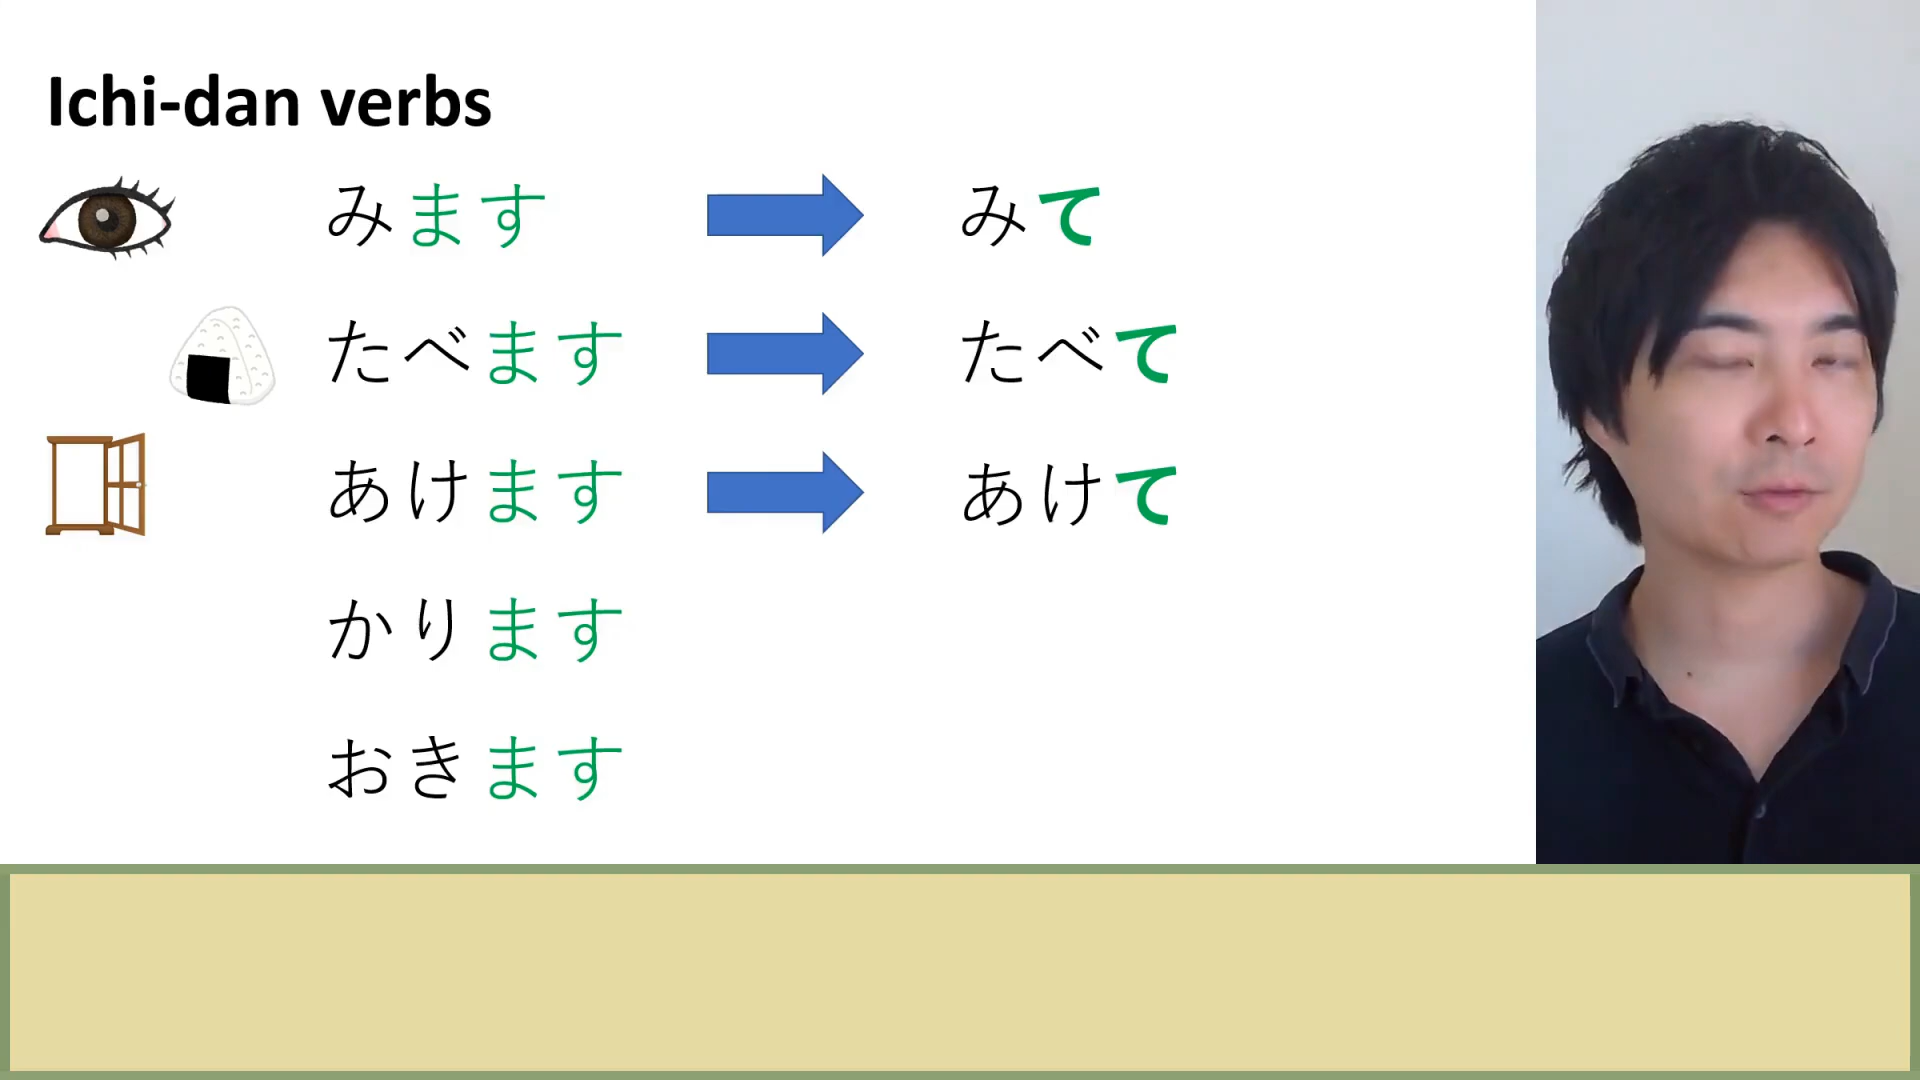 Ichi-dan verbs
みます みて
たべます たべて
あけます あけて
かります
おきます